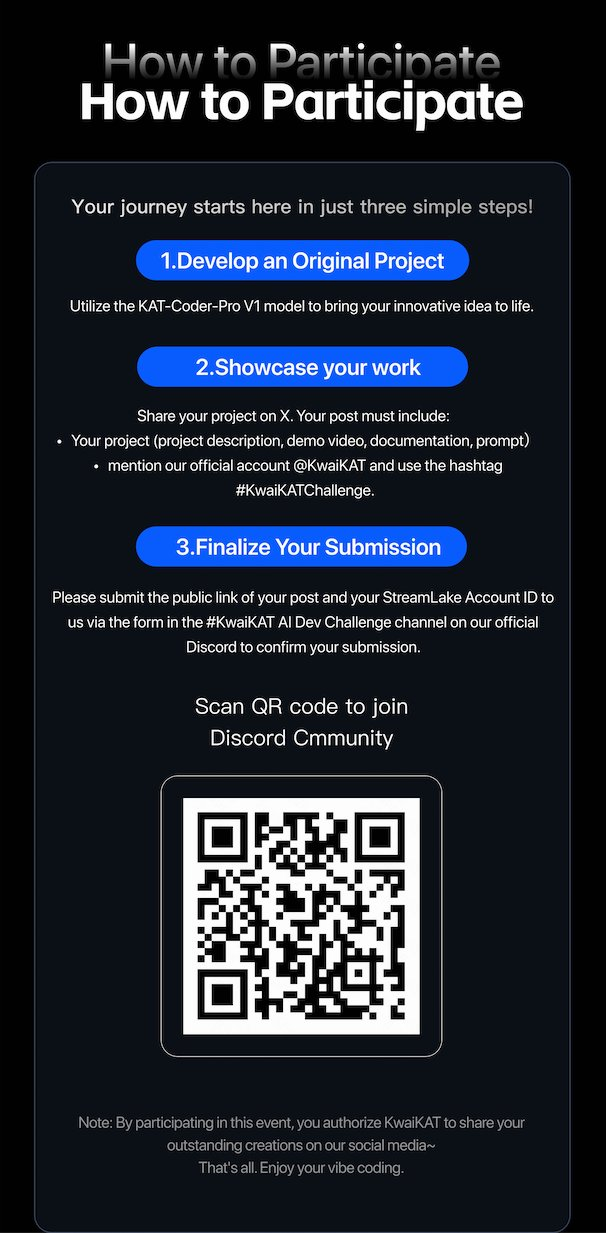 How to Participate
How to Participate
Your journey starts here in just three simple steps!
1.Develop an Original Project
Utilize the KAT-Coder-Pro V1 model to bring your innovative idea to life.
2.Showcase your work
Share your project on X. Your post must include:
• Your project (project description, demo video, documentation, prompt）
• mention our official account @KwaiKAT and use the hashtag
#KwaiKATChallenge.
3.Finalize Your Submission
Please submit the public link of your post and your StreamLake Account ID to
us via the form in the #KwaiKAT AI Dev Challenge channel on our official
Discord to confirm your submission.
Scan QR code to join
Discord Cmmunity
Note: By participating in this event, you authorize KwaiKAT to share your
outstanding creations on our social media~
That's all. Enjoy your vibe coding.